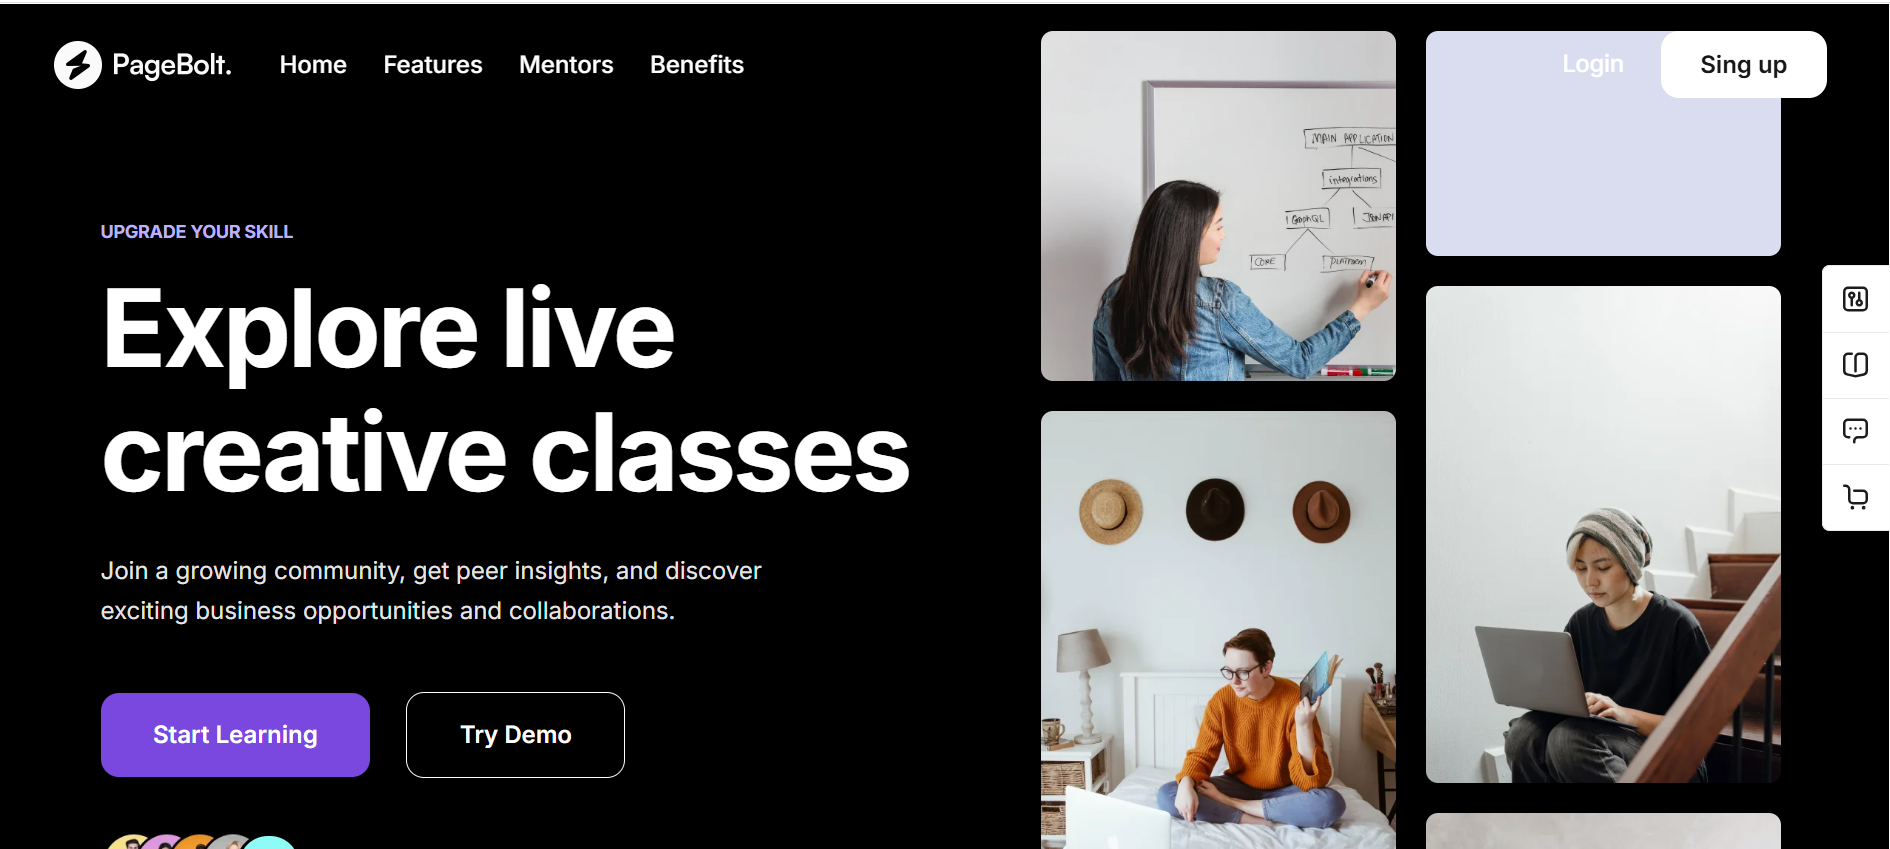 PageBolt.
Home
Features
Mentors
Benefits
Login
Sing up
UPGRADE YOUR SKILL
Explore live
creative classes
Join a growing community, get peer insights, and discover
exciting business opportunities and collaborations.
Start Learning
Try Demo
MAIN APPLICATION
integrations
GraphQL
JSON API
CORE
PLATFORM